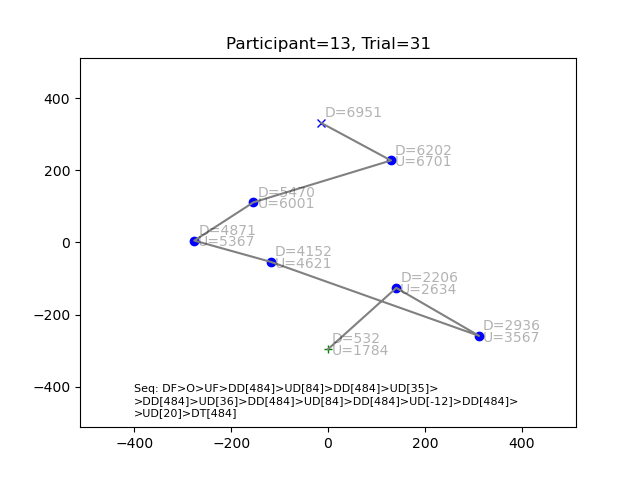 Participant=13, Trial=31
400
200
0
−200
−400
D=6951
D=6202
U=6701
D=5470
U=6001
D=4871
U=5367
D=4152
U=4621
D=2206
U=2634
D=2936
U=3567
D=532
U=1784
Seq: DF>O>UF>DD[484]>UD[84]>DD[484]>UD[35]>
>DD[484]>UD[36]>DD[484]>UD[84]>DD[484]>UD[-12]>DD[484]>
>UD[20]>DT[484]
−400 −200 0 200 400